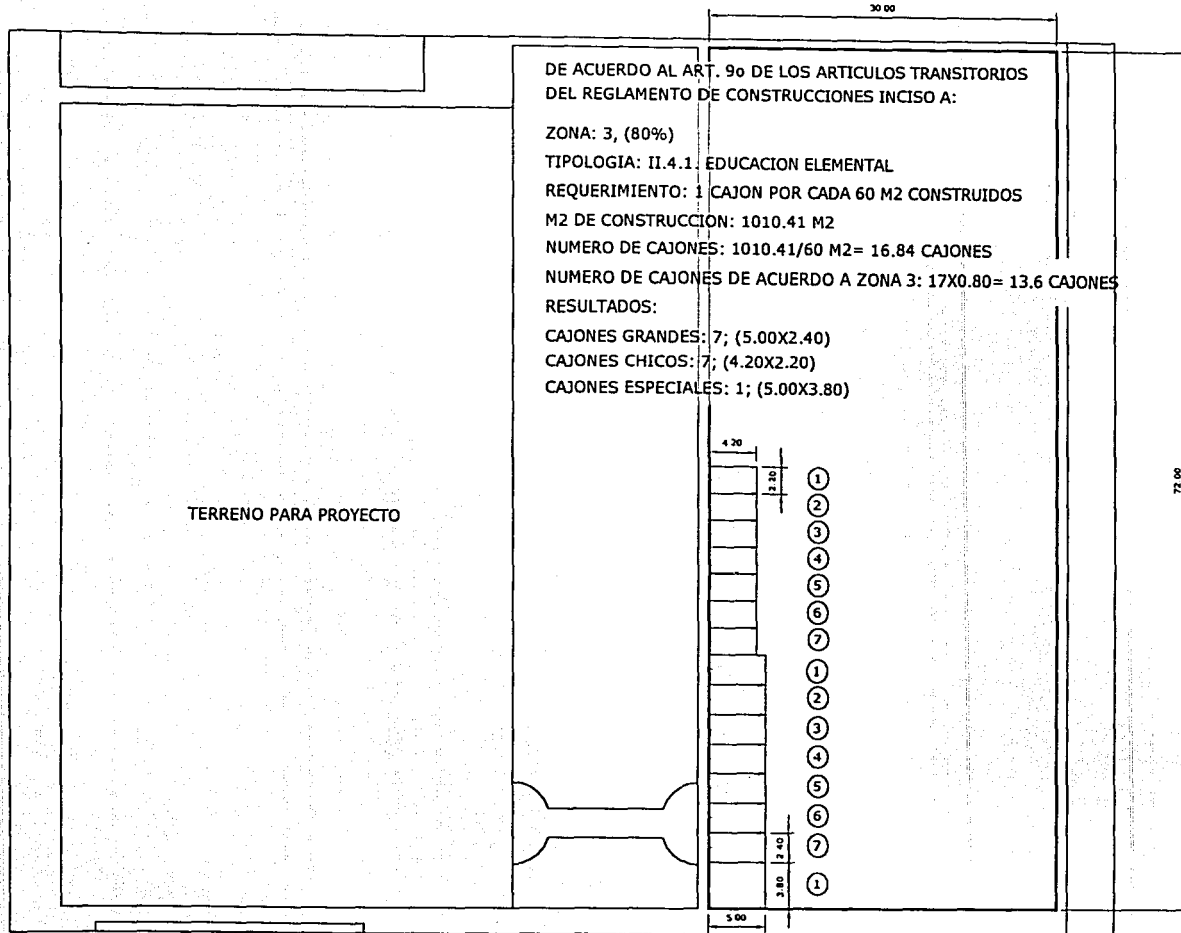 30 00
DE ACUERDO AL ART. 9o DE LOS ARTICULOS TRANSITORIOS
DEL REGLAMENTO DE CONSTRUCCIONES INCISO A:
ZONA: 3, (80%)
TIPOLOGIA: II.4.1. EDUCACION ELEMENTAL
REQUERIMIENTO: 1 CAJON POR CADA 60 M2 CONSTRUIDOS
M2 DE CONSTRUCCION: 1010.41 M2
NUMERO DE CAJONES: 1010.41/60 M2= 16.84 CAJONES
NUMERO DE CAJONES DE ACUERDO A ZONA 3: 17X0.80= 13.6 CAJONES
RESULTADOS:
CAJONES GRANDES: 7; (5.00X2.40)
CAJONES CHICOS: 7; (4.20X2.20)
CAJONES ESPECIALES: 1; (5.00X3.80)
4 20
2.20
1
2
3
4
5
6
7
1
2
3
4
5
6
7
1
2 40
3.80
5 00
72 00
TERRENO PARA PROYECTO